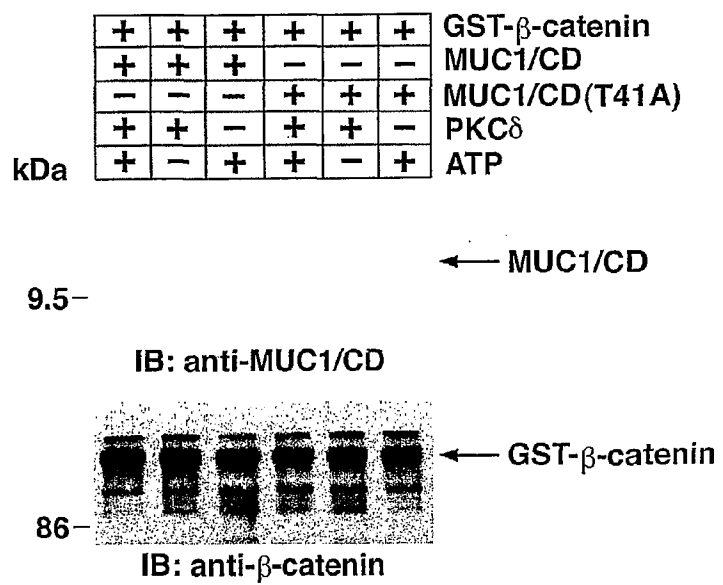 + + + + + + GST-β-catenin
+ + + − − − MUC1/CD
− − − + + + MUC1/CD(T41A)
+ + − + + − PKCδ
kDa + − + + − + ATP
MUC1/CD
9.5
IB: anti-MUC1/CD
GST-β-catenin
86
IB: anti-β-catenin